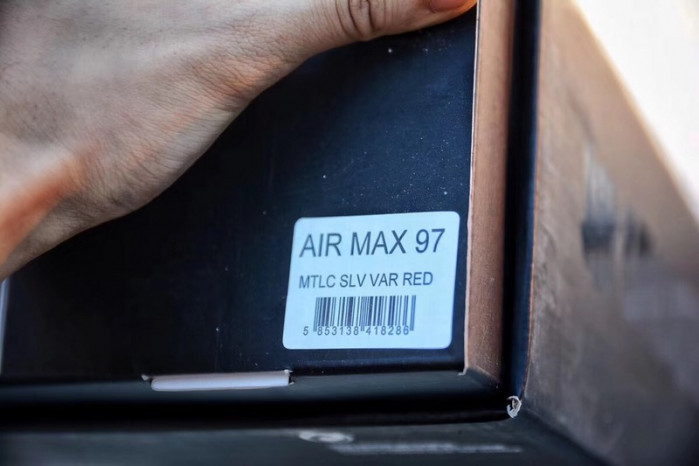 AIR MAX 97
MTLC SLV VAR RED
5 853138 418286